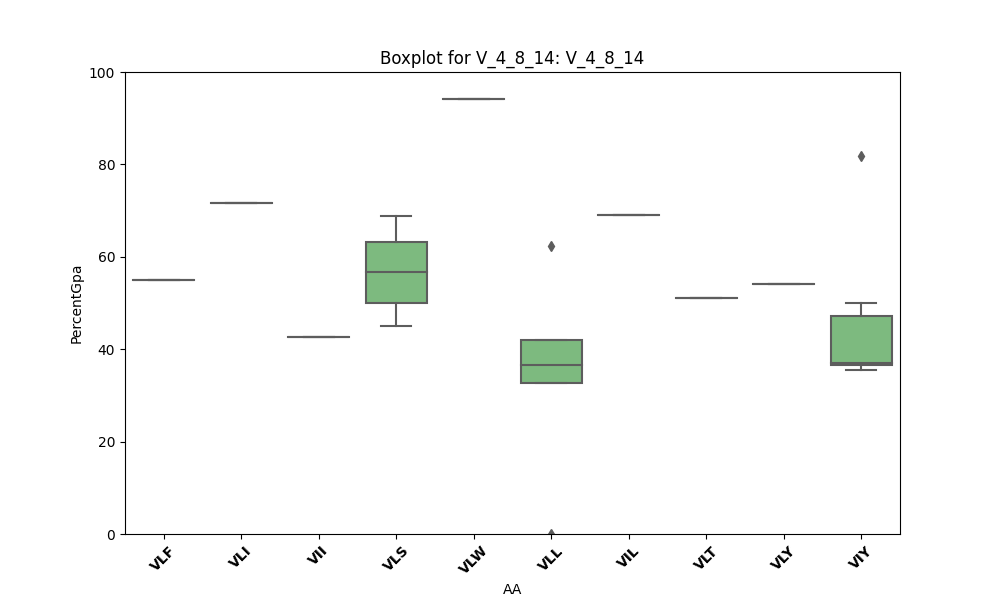 Boxplot for V_4_8_14: V_4_8_14
100
80
60
40
20
0
PercentGpa
VLF
VLI
VII
VLS
VLW
VLL
VIL
VLT
VLY
VIY
AA